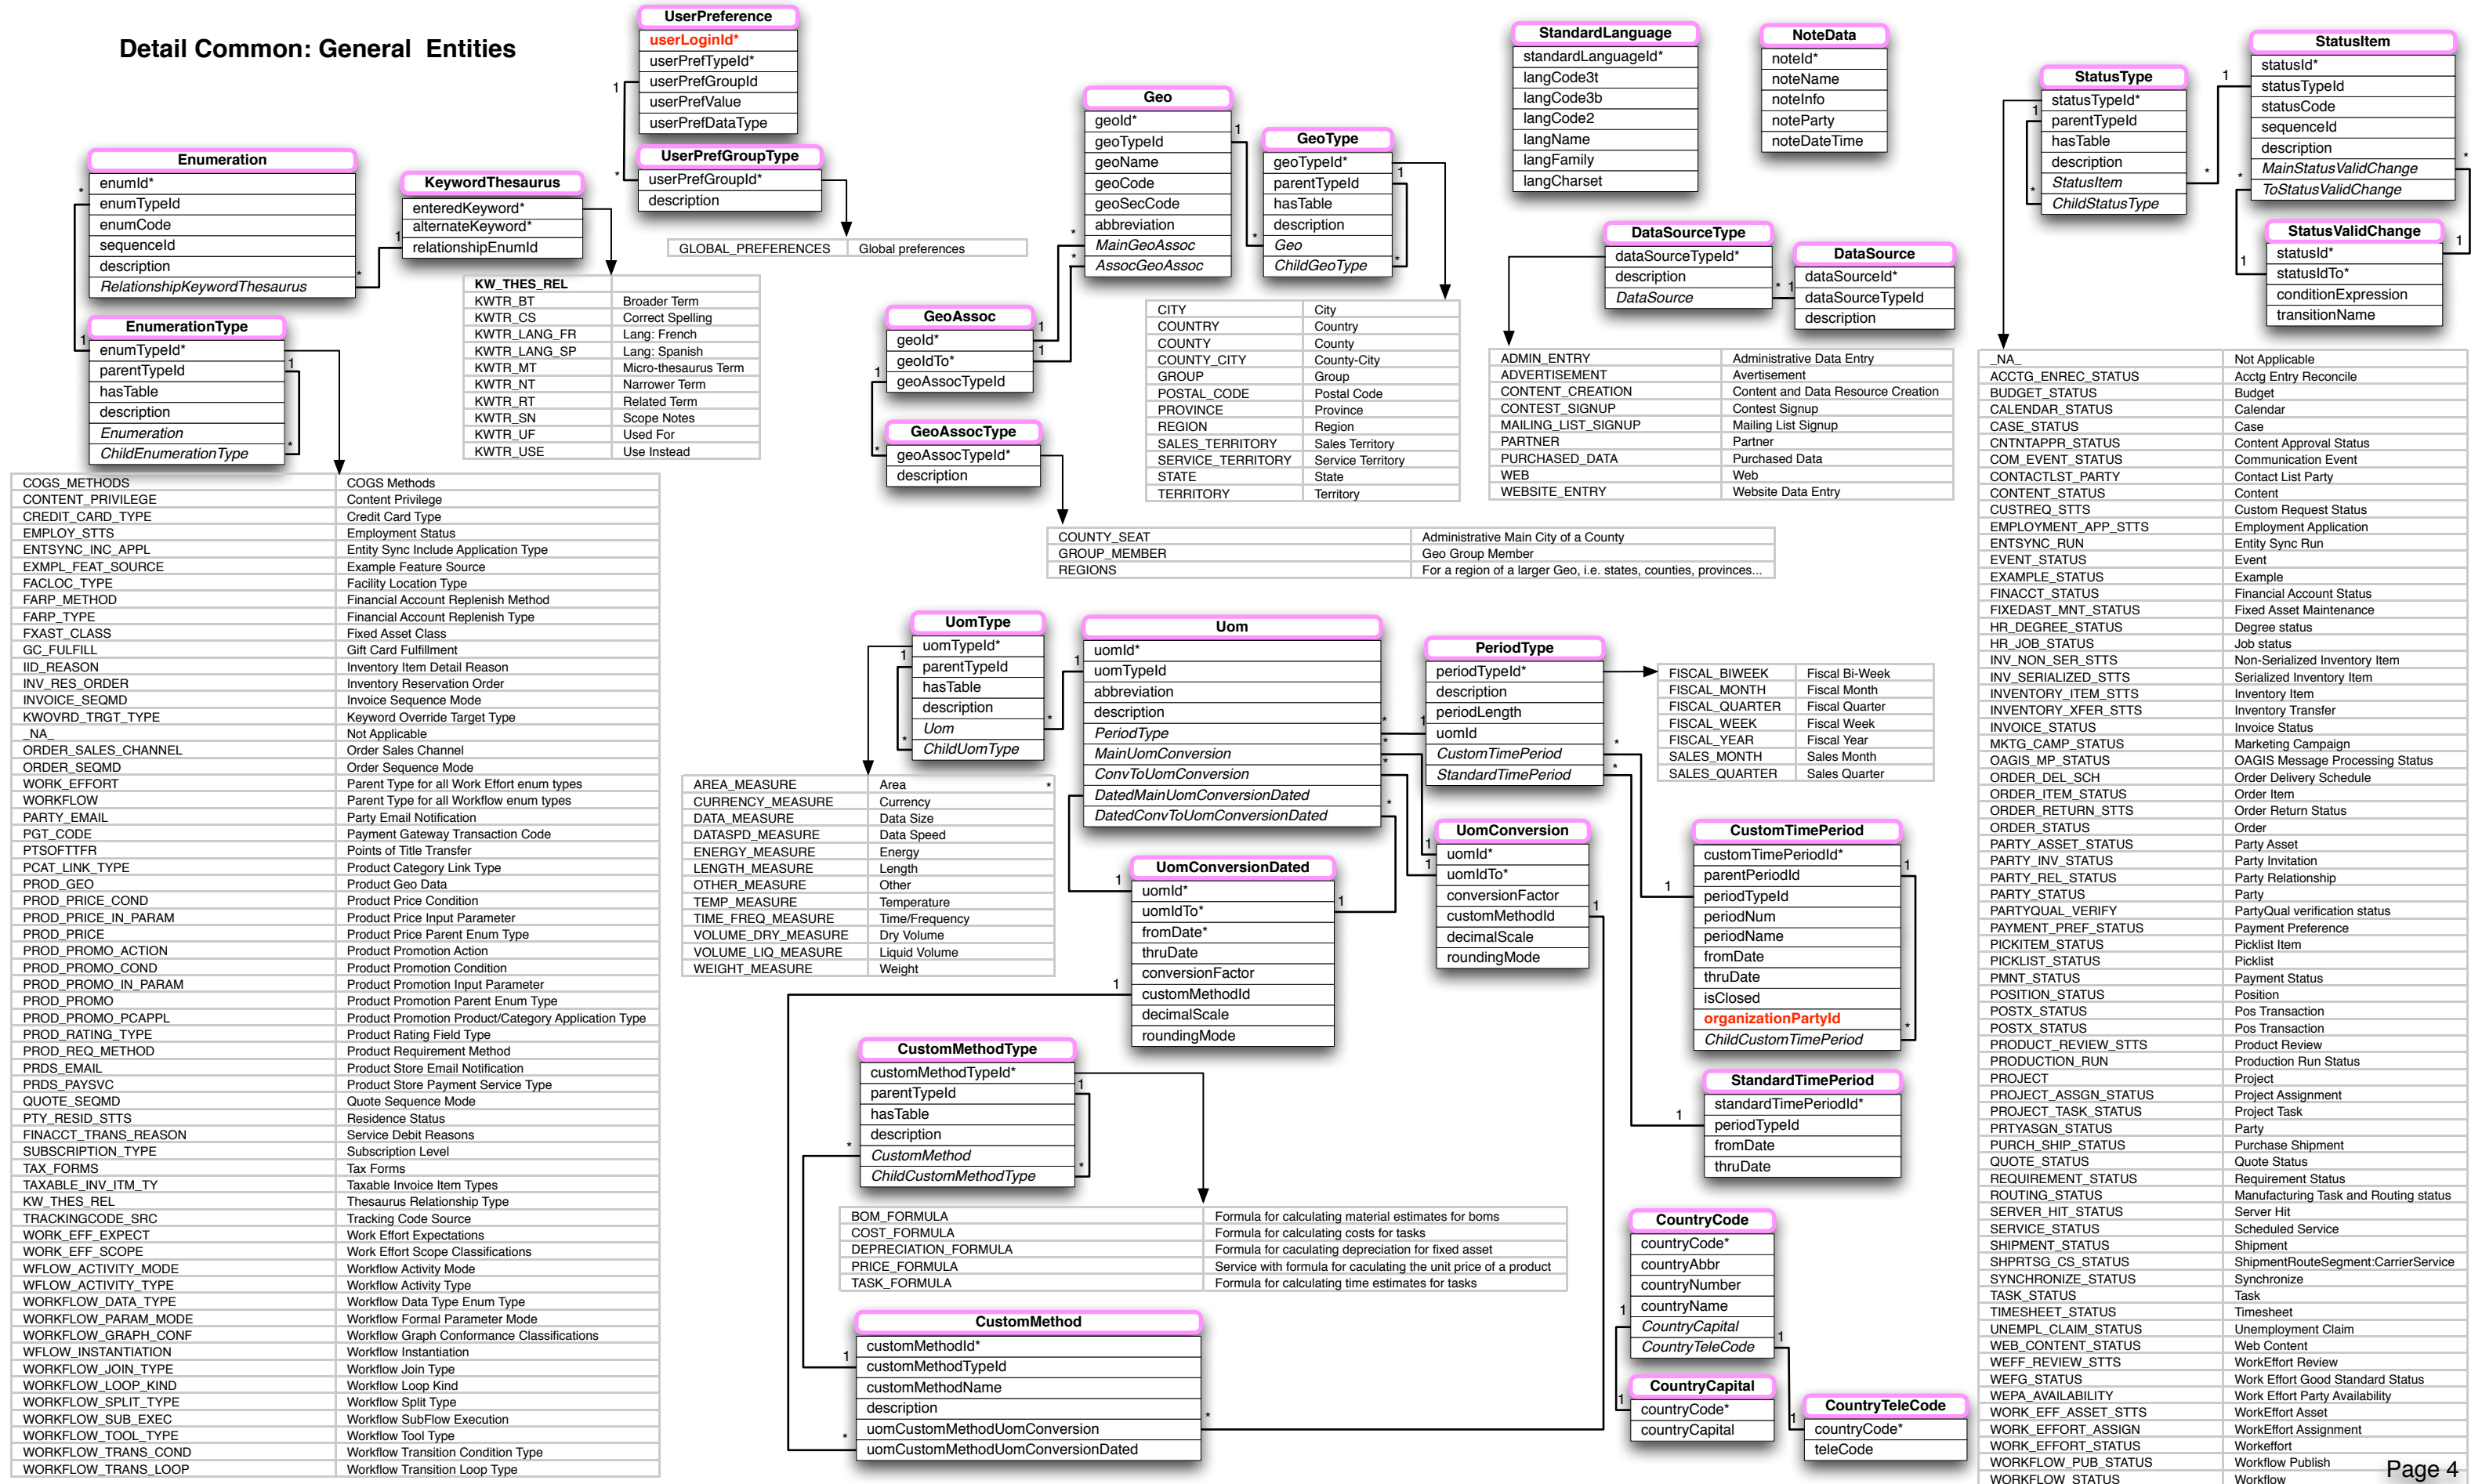 Detail Common: General Entities
UserPreference
userLoginId*
userPrefTypeId*
userPrefGroupId
userPrefValue
userPrefDataType
1
*
UserPrefGroupType
userPrefGroupId*
description
GLOBAL_PREFERENCES Global preferences
Enumeration
enumId*
enumTypeId
enumCode
sequenceId
description
RelationshipKeywordThesaurus
*
1
*
1
KeywordThesaurus
enteredKeyword*
alternateKeyword*
relationshipEnumId
KW_THES_REL
KWTR_BT Broader Term
KWTR_CS Correct Spelling
KWTR_LANG_FR Lang: French
KWTR_LANG_SP Lang: Spanish
KWTR_MT Micro-thesaurus Term
KWTR_NT Narrower Term
KWTR_RT Related Term
KWTR_SN Scope Notes
KWTR_UF Used For
KWTR_USE Use Instead
EnumerationType
enumTypeId*
parentTypeId
hasTable
description
Enumeration
ChildEnumerationType
1
*
COGS_METHODS COGS Methods
CONTENT_PRIVILEGE Content Privilege
CREDIT_CARD_TYPE Credit Card Type
EMPLOY_STTS Employment Status
ENTSYNC_INC_APPL Entity Sync Include Application Type
EXMPL_FEAT_SOURCE Example Feature Source
FACLOC_TYPE Facility Location Type
FARP_METHOD Financial Account Replenish Method
FARP_TYPE Financial Account Replenish Type
FXAST_CLASS Fixed Asset Class
GC_FULFILL Gift Card Fulfillment
IID_REASON Inventory Item Detail Reason
INV_RES_ORDER Inventory Reservation Order
INVOICE_SEQMD Invoice Sequence Mode
KWOVRD_TRGT_TYPE Keyword Override Target Type
_NA_ Not Applicable
ORDER_SALES_CHANNEL Order Sales Channel
ORDER_SEQMD Order Sequence Mode
WORK_EFFORT Parent Type for all Work Effort enum types
WORKFLOW Parent Type for all Workflow enum types
PARTY_EMAIL Party Email Notification
PGT_CODE Payment Gateway Transaction Code
PTSOFTTFR Points of Title Transfer
PCAT_LINK_TYPE Product Category Link Type
PROD_GEO Product Geo Data
PROD_PRICE_COND Product Price Condition
PROD_PRICE_IN_PARAM Product Price Input Parameter
PROD_PRICE Product Price Parent Enum Type
PROD_PROMO_ACTION Product Promotion Action
PROD_PROMO_COND Product Promotion Condition
PROD_PROMO_IN_PARAM Product Promotion Input Parameter
PROD_PROMO Product Promotion Parent Enum Type
PROD_PROMO_PCAPPL Product Promotion Product/Category Application Type
PROD_RATING_TYPE Product Rating Field Type
PROD_REQ_METHOD Product Requirement Method
PRDS_EMAIL Product Store Email Notification
PRDS_PAYSVC Product Store Payment Service Type
QUOTE_SEQMD Quote Sequence Mode
PTY_RESID_STTS Residence Status
FINACCT_TRANS_REASON Service Debit Reasons
SUBSCRIPTION_TYPE Subscription Level
TAX_FORMS Tax Forms
TAXABLE_INV_ITM_TY Taxable Invoice Item Types
KW_THES_REL Thesaurus Relationship Type
TRACKINGCODE_SRC Tracking Code Source
WORK_EFF_EXPECT Work Effort Expectations
WORK_EFF_SCOPE Work Effort Scope Classifications
WFLOW_ACTIVITY_MODE Workflow Activity Mode
WFLOW_ACTIVITY_TYPE Workflow Activity Type
WORKFLOW_DATA_TYPE Workflow Data Type Enum Type
WORKFLOW_PARAM_MODE Workflow Formal Parameter Mode
WORKFLOW_GRAPH_CONF Workflow Graph Conformance Classifications
WFLOW_INSTANTIATION Workflow Instantiation
WORKFLOW_JOIN_TYPE Workflow Join Type
WORKFLOW_LOOP_KIND Workflow Loop Kind
WORKFLOW_SPLIT_TYPE Workflow Split Type
WORKFLOW_SUB_EXEC Workflow SubFlow Execution
WORKFLOW_TOOL_TYPE Workflow Tool Type
WORKFLOW_TRANS_COND Workflow Transition Condition Type
WORKFLOW_TRANS_LOOP Workflow Transition Loop Type
Geo
geoId*
geoTypeId
geoName
geoCode
geoSecCode
abbreviation
MainGeoAssoc
AssocGeoAssoc
1
*
*
*
GeoType
geoTypeId*
parentTypeId
hasTable
description
Geo
ChildGeoType
1
*
GeoAssoc
geoId*
geoIdTo*
geoAssocTypeId
1
1
1
*
GeoAssocType
geoAssocTypeId*
description
CITY City
COUNTRY Country
COUNTY County
COUNTY_CITY County-City
GROUP Group
POSTAL_CODE Postal Code
PROVINCE Province
REGION Region
SALES_TERRITORY Sales Territory
SERVICE_TERRITORY Service Territory
STATE State
TERRITORY Territory
COUNTY_SEAT Administrative Main City of a County
GROUP_MEMBER Geo Group Member
REGIONS For a region of a larger Geo, i.e. states, counties, provinces...
StandardLanguage
standardLanguageId*
langCode3t
langCode3b
langCode2
langName
langFamily
langCharset
NoteData
noteId*
noteName
noteInfo
noteParty
noteDateTime
DataSourceType
dataSourceTypeId*
description
DataSource
* 1
DataSource
dataSourceId*
dataSourceTypeId
description
ADMIN_ENTRY Administrative Data Entry
ADVERTISEMENT Avertisement
CONTENT_CREATION Content and Data Resource Creation
CONTEST_SIGNUP Contest Signup
MAILING_LIST_SIGNUP Mailing List Signup
PARTNER Partner
PURCHASED_DATA Purchased Data
WEB Web
WEBSITE_ENTRY Website Data Entry
StatusType
statusTypeId*
parentTypeId
hasTable
description
StatusItem
ChildStatusType
1
*
*
1
StatusItem
statusId*
statusTypeId
statusCode
sequenceId
description
MainStatusValidChange
ToStatusValidChange
*
*
StatusValidChange
statusId*
statusIdTo*
conditionExpression
transitionName
1
1
_NA_ Not Applicable
ACCTG_ENREC_STATUS Acctg Entry Reconcile
BUDGET_STATUS Budget
CALENDAR_STATUS Calendar
CASE_STATUS Case
CNTNTAPPR_STATUS Content Approval Status
COM_EVENT_STATUS Communication Event
CONTACTLST_PARTY Contact List Party
CONTENT_STATUS Content
CUSTREQ_STTS Custom Request Status
EMPLOYMENT_APP_STTS Employment Application
ENTSYNC_RUN Entity Sync Run
EVENT_STATUS Event
EXAMPLE_STATUS Example
FINACCT_STATUS Financial Account Status
FIXEDAST_MNT_STATUS Fixed Asset Maintenance
HR_DEGREE_STATUS Degree status
HR_JOB_STATUS Job status
INV_NON_SER_STTS Non-Serialized Inventory Item
INV_SERIALIZED_STTS Serialized Inventory Item
INVENTORY_ITEM_STTS Inventory Item
INVENTORY_XFER_STTS Inventory Transfer
INVOICE_STATUS Invoice Status
MKTG_CAMP_STATUS Marketing Campaign
OAGIS_MP_STATUS OAGIS Message Processing Status
ORDER_DEL_SCH Order Delivery Schedule
ORDER_ITEM_STATUS Order Item
ORDER_RETURN_STTS Order Return Status
ORDER_STATUS Order
PARTY_ASSET_STATUS Party Asset
PARTY_INV_STATUS Party Invitation
PARTY_REL_STATUS Party Relationship
PARTY_STATUS Party
PARTYQUAL_VERIFY PartyQual verification status
PAYMENT_PREF_STATUS Payment Preference
PICKITEM_STATUS Picklist Item
PICKLIST_STATUS Picklist
PMNT_STATUS Payment Status
POSITION_STATUS Position
POSTX_STATUS Pos Transaction
POSTX_STATUS Pos Transaction
PRODUCT_REVIEW_STTS Product Review
PRODUCTION_RUN Production Run Status
PROJECT Project
PROJECT_ASSGN_STATUS Project Assignment
PROJECT_TASK_STATUS Project Task
PRTYASGN_STATUS Party
PURCH_SHIP_STATUS Purchase Shipment
QUOTE_STATUS Quote Status
REQUIREMENT_STATUS Requirement Status
ROUTING_STATUS Manufacturing Task and Routing status
SERVER_HIT_STATUS Server Hit
SERVICE_STATUS Scheduled Service
SHIPMENT_STATUS Shipment
SHPRTSG_CS_STATUS ShipmentRouteSegment:CarrierService
SYNCHRONIZE_STATUS Synchronize
TASK_STATUS Task
TIMESHEET_STATUS Timesheet
UNEMPL_CLAIM_STATUS Unemployment Claim
WEB_CONTENT_STATUS Web Content
WEFF_REVIEW_STTS WorkEffort Review
WEFG_STATUS Work Effort Good Standard Status
WEPA_AVAILABILITY Work Effort Party Availability
WORK_EFF_ASSET_STTS WorkEffort Asset
WORK_EFFORT_ASSIGN WorkEffort Assignment
WORK_EFFORT_STATUS Workeffort
WORKFLOW_PUB_STATUS Workflow Publish
WORKFLOW_STATUS Workflow
UomType
uomTypeId*
parentTypeId
hasTable
description
Uom
ChildUomType
1
*
*
1
Uom
uomId*
uomTypeId
abbreviation
description
PeriodType
MainUomConversion
ConvToUomConversion
DatedMainUomConversionDated
DatedConvToUomConversionDated
*
*
*
*
1
PeriodType
periodTypeId*
description
periodLength
uomId
CustomTimePeriod
StandardTimePeriod
*
*
FISCAL_BIWEEK Fiscal Bi-Week
FISCAL_MONTH Fiscal Month
FISCAL_QUARTER Fiscal Quarter
FISCAL_WEEK Fiscal Week
FISCAL_YEAR Fiscal Year
SALES_MONTH Sales Month
SALES_QUARTER Sales Quarter
AREA_MEASURE Area *
CURRENCY_MEASURE Currency
DATA_MEASURE Data Size
DATASPD_MEASURE Data Speed
ENERGY_MEASURE Energy
LENGTH_MEASURE Length
OTHER_MEASURE Other
TEMP_MEASURE Temperature
TIME_FREQ_MEASURE Time/Frequency
VOLUME_DRY_MEASURE Dry Volume
VOLUME_LIQ_MEASURE Liquid Volume
WEIGHT_MEASURE Weight
UomConversionDated
uomId*
uomIdTo*
fromDate*
thruDate
conversionFactor
customMethodId
decimalScale
roundingMode
1
1
1
UomConversion
uomId*
uomIdTo*
conversionFactor
customMethodId
decimalScale
roundingMode
1
1
1
CustomTimePeriod
customTimePeriodId*
parentPeriodId
periodTypeId
periodNum
periodName
fromDate
thruDate
isClosed
organizationPartyId
ChildCustomTimePeriod
1
1
*
StandardTimePeriod
standardTimePeriodId*
periodTypeId
fromDate
thruDate
1
CustomMethodType
customMethodTypeId*
parentTypeId
hasTable
description
CustomMethod
ChildCustomMethodType
1
*
*
BOM_FORMULA Formula for calculating material estimates for boms
COST_FORMULA Formula for calculating costs for tasks
DEPRECIATION_FORMULA Formula for caculating depreciation for fixed asset
PRICE_FORMULA Service with formula for caculating the unit price of a product
TASK_FORMULA Formula for calculating time estimates for tasks
CustomMethod
customMethodId*
customMethodTypeId
customMethodName
description
uomCustomMethodUomConversion
uomCustomMethodUomConversionDated
1
*
*
CountryCode
countryCode*
countryAbbr
countryNumber
countryName
CountryCapital
CountryTeleCode
1
1
CountryCapital
countryCode*
countryCapital
1
CountryTeleCode
countryCode*
teleCode
1
Page 4